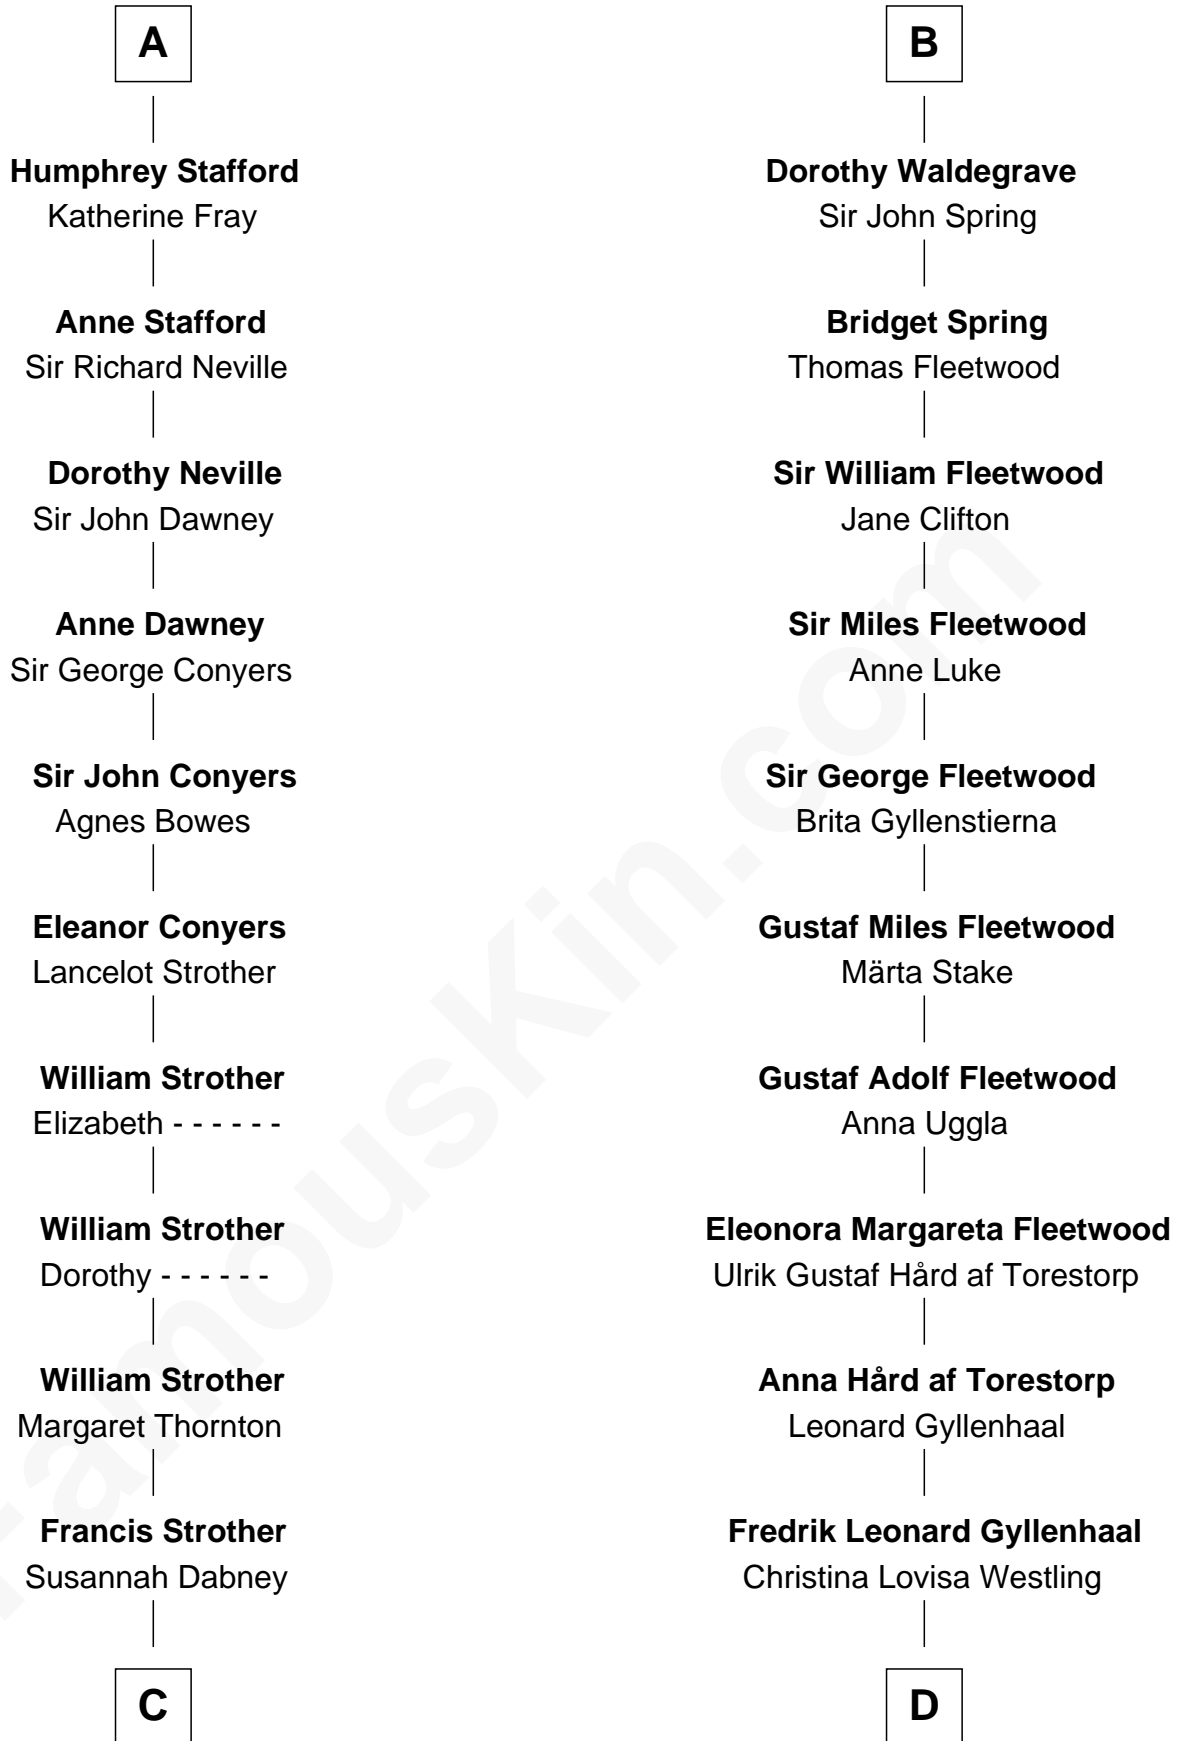 A
Humphrey Stafford
Katherine Fray
Anne Stafford
Sir Richard Neville
Dorothy Neville
Sir John Dawney
Anne Dawney
Sir George Conyers
Sir John Conyers
Agnes Bowes
Eleanor Conyers
Lancelot Strother
William Strother
Elizabeth - - - - - -
William Strother
Dorothy - - - - - -
William Strother
Margaret Thornton
Francis Strother
Susannah Dabney
C
B
Dorothy Waldegrave
Sir John Spring
Bridget Spring
Thomas Fleetwood
Sir William Fleetwood
Jane Clifton
Sir Miles Fleetwood
Anne Luke
Sir George Fleetwood
Brita Gyllenstierna
Gustaf Miles Fleetwood
Märta Stake
Gustaf Adolf Fleetwood
Anna Uggla
Eleonora Margareta Fleetwood
Ulrik Gustaf Hård af Torestorp
Anna Hård af Torestorp
Leonard Gyllenhaal
Fredrik Leonard Gyllenhaal
Christina Lovisa Westling
D
FamousKin.com